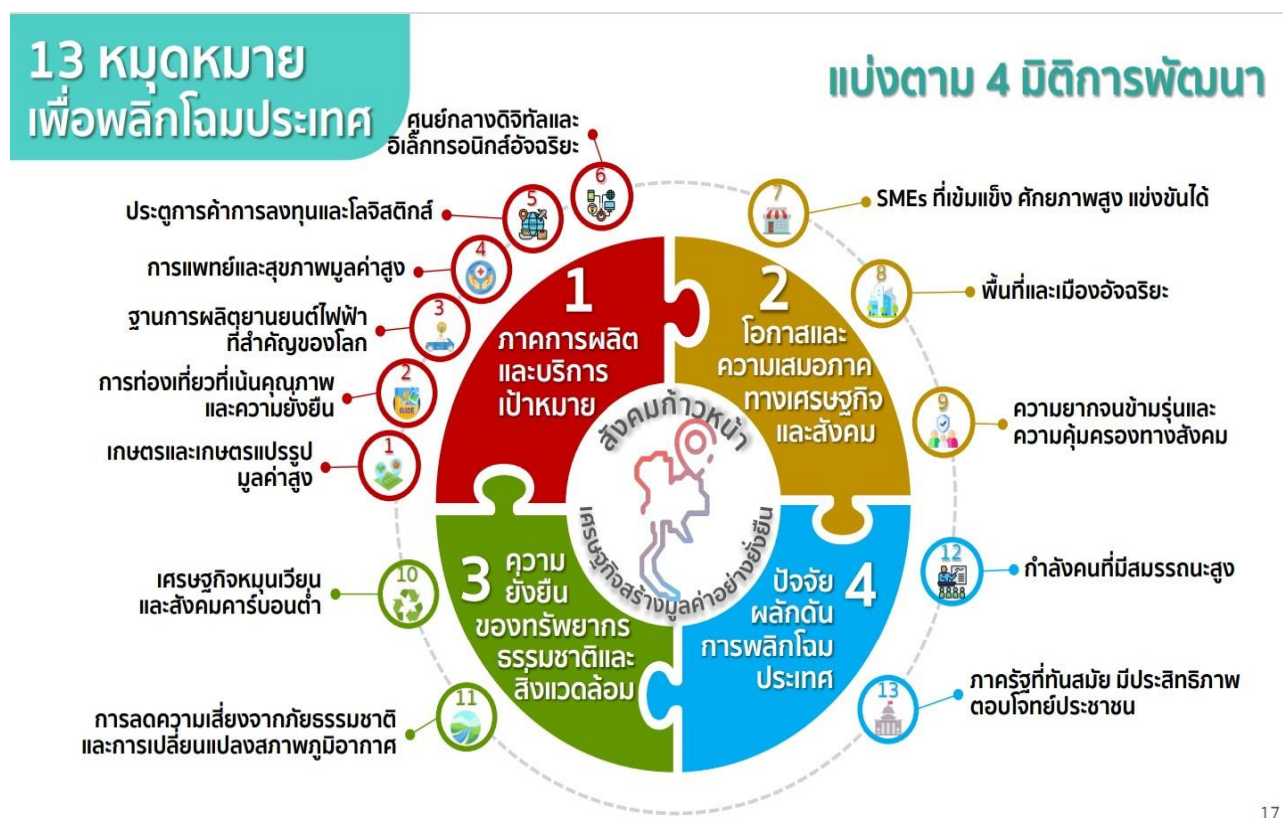 13 หมุดหมาย
เพื่อพลิกโฉมประเทศ
แบ่งตาม 4 มิติการพัฒนา
ศูนย์กลางดิจิทัลและ
อิเล็กทรอนิกส์อัจฉริยะ
6
ประตูการค้าการลงทุนและโลจิสติกส์
5
การแพทย์และสุขภาพมูลค่าสูง
4
ฐานการผลิตยานยนต์ไฟฟ้า
ที่สำคัญของโลก
3
การท่องเที่ยวที่เน้นคุณภาพ
และความยั่งยืน
2
GUIDE
เกษตรและเกษตรแปรรูป
มูลค่าสูง
1
1
ภาคการผลิต
และบริการ
เป้าหมาย
2
โอกาสและ
ความเสมอภาค
ทางเศรษฐกิจ
และสังคม
7
SMEs ที่เข้มแข็ง ศักยภาพสูง แข่งขันได้
8
พื้นที่และเมืองอัจฉริยะ
9
ความยากจนข้ามรุ่นและ
ความคุ้มครองทางสังคม
สังคมก้าวหน้า
เศรษฐกิจสร้างมูลค่าอย่างยั่งยืน
3 ความ
ยั่งยืน
ของทรัพยากร
ธรรมชาติและ
สิ่งแวดล้อม
เศรษฐกิจหมุนเวียน
และสังคมคาร์บอนต่ำ
10
การลดความเสี่ยงจากภัยธรรมชาติ
และการเปลี่ยนแปลงสภาพภูมิอากาศ
11
ปัจจัย 4
ผลักดัน
การพลิกโฉม
ประเทศ
12
กำลังคนที่มีสมรรถนะสูง
13
ภาครัฐที่ทันสมัย มีประสิทธิภาพ
ตอบโจทย์ประชาชน
17